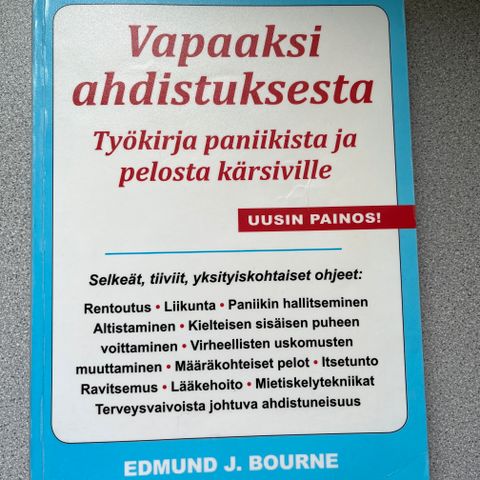 Vapaaksi
ahdistuksesta
Työkirja paniikista ja
pelosta kärsiville
UUSIN PAINOS!
Selkeät, tiiviit, yksityiskohtaiset ohjeet:
Rentoutus • Liikunta • Paniikin hallitseminen
Altistaminen • Kielteisen sisäisen puheen
voittaminen • Virheellisten uskomusten
muuttaminen • Määräkohteiset pelot • Itsetunto
Ravitsemus • Lääkehoito • Mietiskelytekniikat
Terveysvaivoista johtuva ahdistuneisuus
EDMUND J. BOURNE